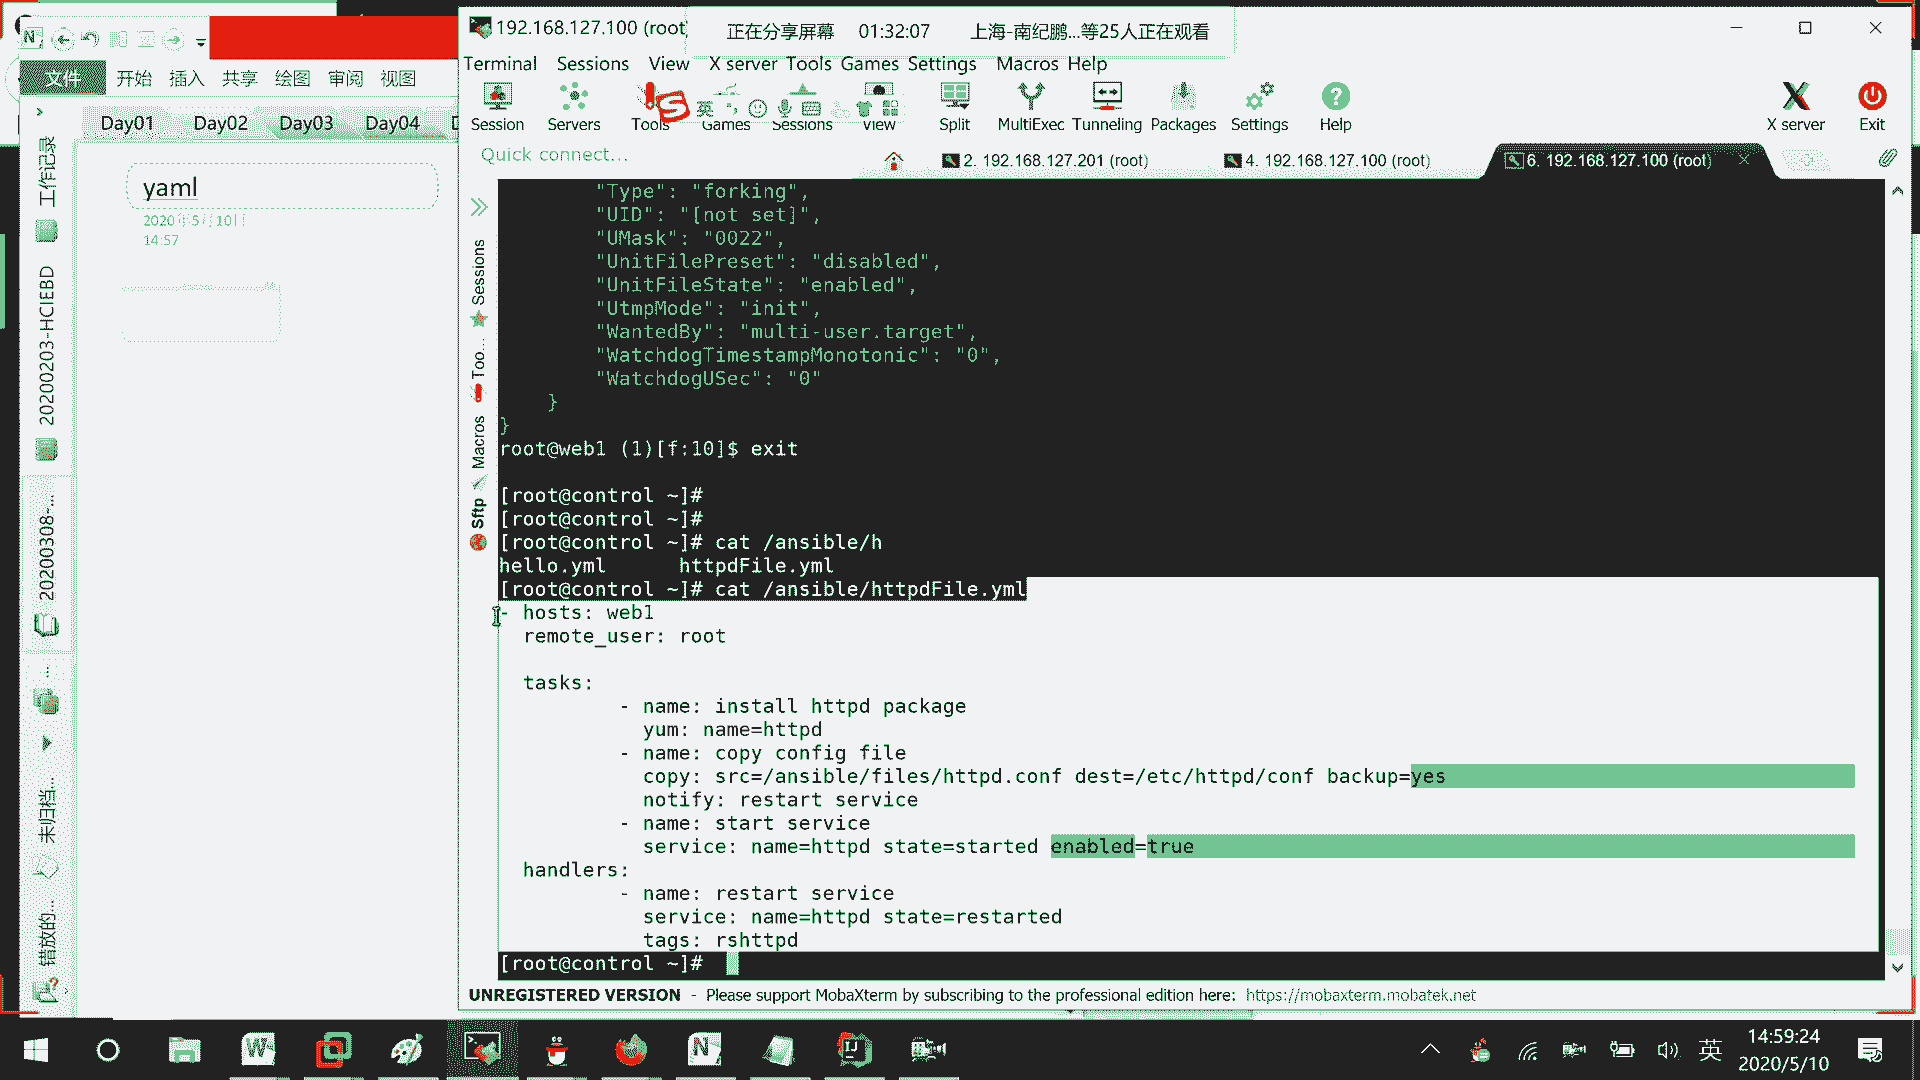 192.168.127.100 (root
正在分享屏幕 01:32:07 上海-南纪鹏...等25人正在观看
文件 开始 插入 共享 绘图 审阅 视图
Terminal Sessions View X server Tools Games Settings Macros Help
Session Servers Tools Games Sessions View Split MultiExec Tunneling Packages Settings Help X server Exit
英
Day01 Day02 Day03 Day04
Quick connect...
2. 192.168.127.201 (root)
4. 192.168.127.100 (root)
6. 192.168.127.100 (root)
yaml
2020年5月10日
14:57
工作记录
20200203-HCIEBD
20200308-...
未归档...
错放的...
Sessions
Too...
Macros
Sftp
"Type": "forking",
"UID": "[not set]",
"UMask": "0022",
"UnitFilePreset": "disabled",
"UnitFileState": "enabled",
"UtmpMode": "init",
"WantedBy": "multi-user.target",
"WatchdogTimestampMonotonic": "0",
"WatchdogUSec": "0"
}
}
root@web1 (1)[f:10]$ exit
[root@control ~]#
[root@control ~]#
[root@control ~]# cat /ansible/h
hello.yml httpdFile.yml
[root@control ~]# cat /ansible/httpdFile.yml
- hosts: web1
remote_user: root
tasks:
- name: install httpd package
yum: name=httpd
- name: copy config file
copy: src=/ansible/files/httpd.conf dest=/etc/httpd/conf backup=yes
notify: restart service
- name: start service
service: name=httpd state=started enabled=true
handlers:
- name: restart service
service: name=httpd state=restarted
tags: rshttpd
[root@control ~]#
UNREGISTERED VERSION - Please support MobaXterm by subscribing to the professional edition here: https://mobaxterm.mobatek.net
英
14:59:24
2020/5/10